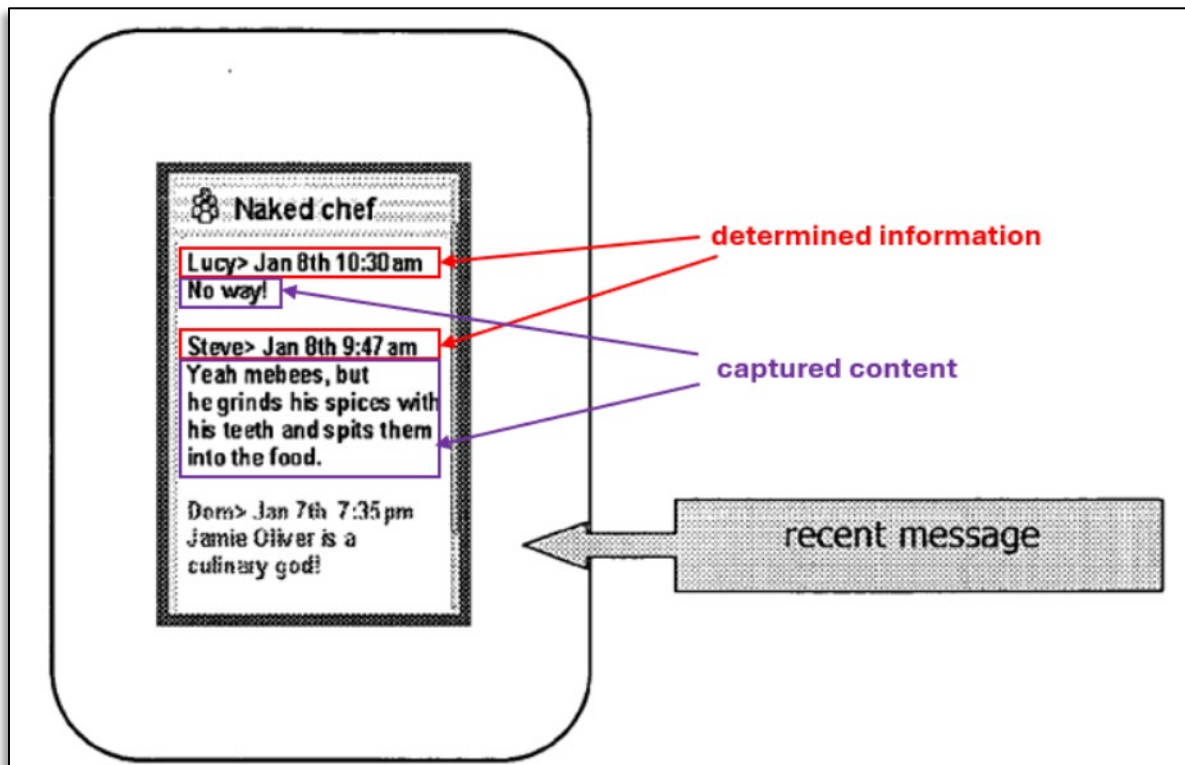 Naked chef
Lucy> Jan 8th 10:30 am
No way!
Steve> Jan 8th 9:47 am
Yeah mebees, but
he grinds his spices with
his teeth and spits them
into the food.
Dom> Jan 7th 7:35 pm
Jamie Oliver is a
culinary god!
determined information
captured content
recent message